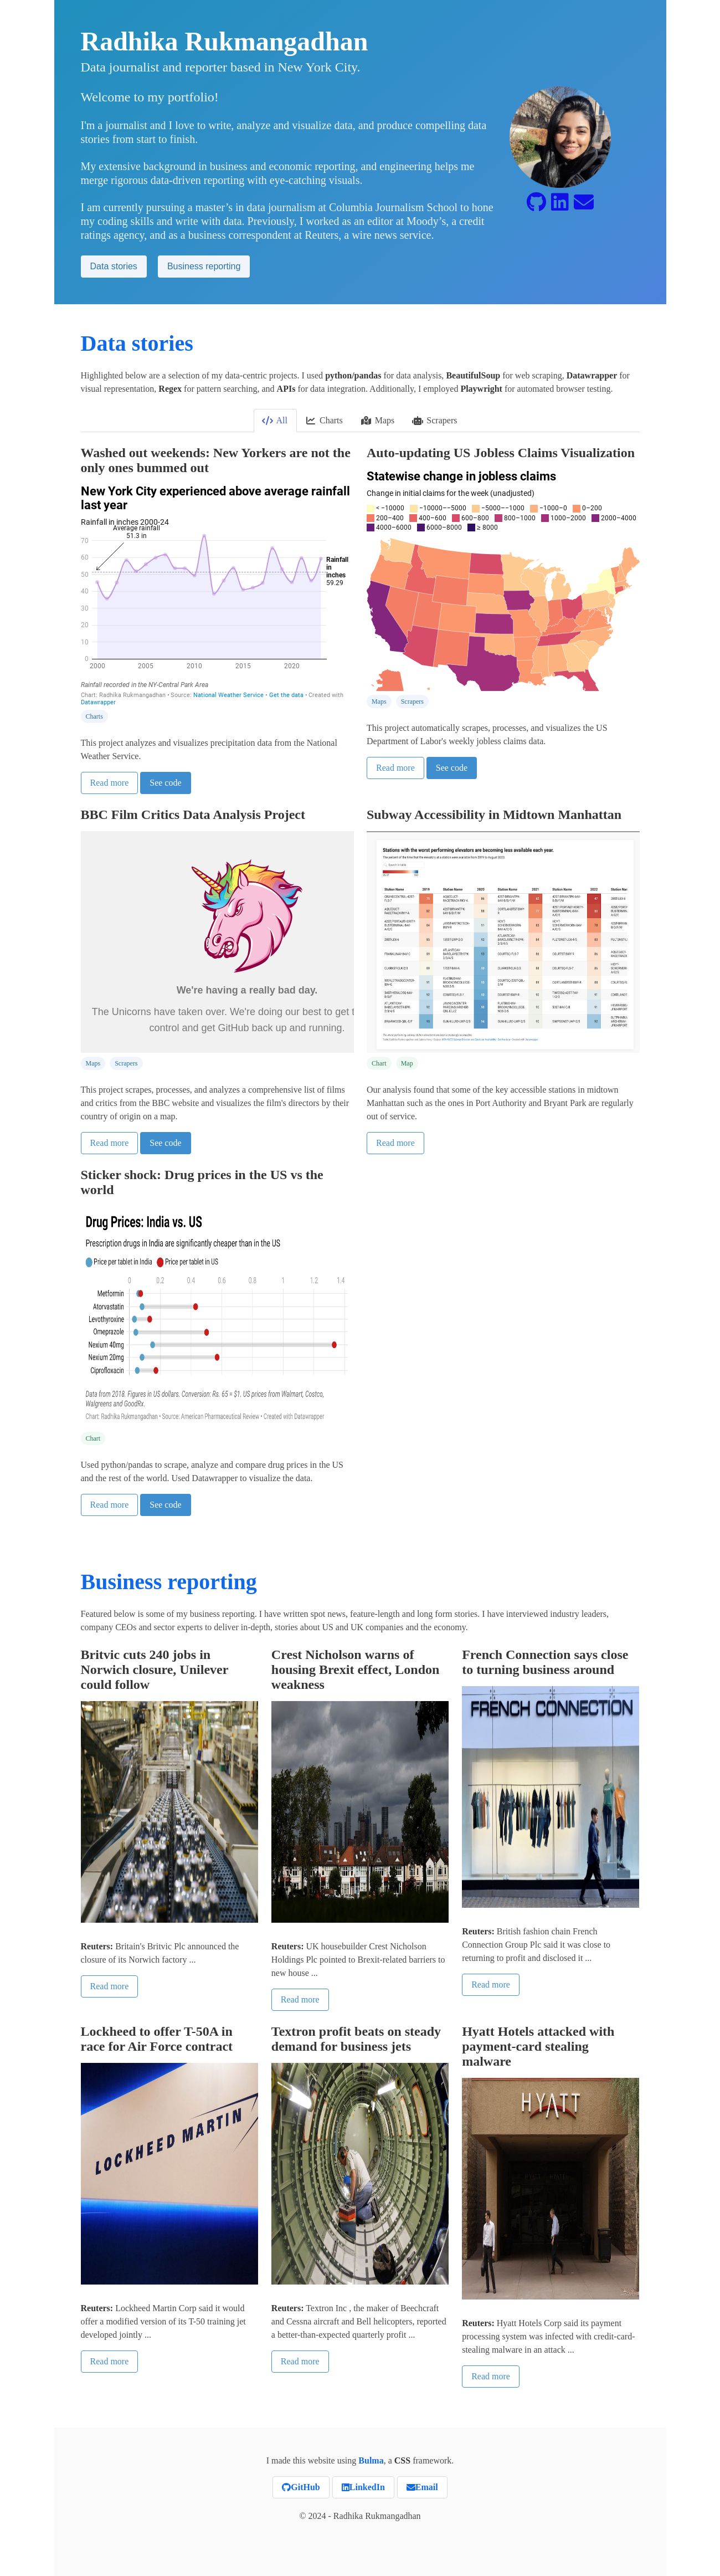 Radhika Rukmangadhan
Data journalist and reporter based in New York City.
Welcome to my portfolio!
I'm a journalist and I love to write, analyze and visualize data, and produce compelling data
stories from start to finish.
My extensive background in business and economic reporting, and engineering helps me
merge rigorous data-driven reporting with eye-catching visuals.
I am currently pursuing a master’s in data journalism at Columbia Journalism School to hone
my coding skills and write with data. Previously, I worked as an editor at Moody’s, a credit
ratings agency, and as a business correspondent at Reuters, a wire news service.
Data stories
Business reporting
Data stories
Highlighted below are a selection of my data-centric projects. I used python/pandas for data analysis, BeautifulSoup for web scraping, Datawrapper for
visual representation, Regex for pattern searching, and APIs for data integration. Additionally, I employed Playwright for automated browser testing.
All
Charts
Maps
Scrapers
Washed out weekends: New Yorkers are not the
only ones bummed out
New York City experienced above average rainfall
last year
Rainfall in inches 2000-24
Average rainfall
51.3 in
70
60
50
40
30
20
10
0
2000
2005
2010
2015
2020
Rainfall
in
inches
59.29
Rainfall recorded in the NY-Central Park Area
Chart: Radhika Rukmangadhan • Source: National Weather Service • Get the data • Created with
Datawrapper
Charts
This project analyzes and visualizes precipitation data from the National
Weather Service.
Read more
See code
Auto-updating US Jobless Claims Visualization
Statewise change in jobless claims
Change in initial claims for the week (unadjusted)
< −10000 −10000–−5000 −5000–−1000 −1000–0 0–200
200–400 400–600 600–800 800–1000 1000–2000 2000–4000
4000–6000 6000–8000 ≥ 8000
Maps
Scrapers
This project automatically scrapes, processes, and visualizes the US
Department of Labor's weekly jobless claims data.
Read more
See code
BBC Film Critics Data Analysis Project
We're having a really bad day.
The Unicorns have taken over. We're doing our best to get t
control and get GitHub back up and running.
Maps
Scrapers
This project scrapes, processes, and analyzes a comprehensive list of films
and critics from the BBC website and visualizes the film's directors by their
country of origin on a map.
Read more
See code
Subway Accessibility in Midtown Manhattan
Stations with the worst performing elevators are becoming less available each year.
Station Name 2019 Station Name 2020 Station Name 2021 Station Name 2022
Chart
Map
Our analysis found that some of the key accessible stations in midtown
Manhattan such as the ones in Port Authority and Bryant Park are regularly
out of service.
Read more
Sticker shock: Drug prices in the US vs the
world
Drug Prices: India vs. US
Prescription drugs in India are significantly cheaper than in the US
Price per tablet in India
Price per tablet in US
0 0.2 0.4 0.6 0.8 1 1.2 1.4
Metformin
Atorvastatin
Levothyroxine
Omeprazole
Nexium 40mg
Nexium 20mg
Ciprofloxacin
Data from 2018. Figures in US dollars. Conversion: Rs. 65 = $1. US prices from Walmart, Costco,
Walgreens and GoodRx.
Chart: Radhika Rukmangadhan • Source: American Pharmaceutical Review • Created with Datawrapper
Chart
Used python/pandas to scrape, analyze and compare drug prices in the US
and the rest of the world. Used Datawrapper to visualize the data.
Read more
See code
Business reporting
Featured below is some of my business reporting. I have written spot news, feature-length and long form stories. I have interviewed industry leaders,
company CEOs and sector experts to deliver in-depth, stories about US and UK companies and the economy.
Britvic cuts 240 jobs in
Norwich closure, Unilever
could follow
Reuters: Britain's Britvic Plc announced the
closure of its Norwich factory ...
Read more
Crest Nicholson warns of
housing Brexit effect, London
weakness
Reuters: UK housebuilder Crest Nicholson
Holdings Plc pointed to Brexit-related barriers to
new house ...
Read more
French Connection says close
to turning business around
FRENCH CONNECTION
Reuters: British fashion chain French
Connection Group Plc said it was close to
returning to profit and disclosed it ...
Read more
Lockheed to offer T-50A in
race for Air Force contract
LOCKHEED MARTIN
Reuters: Lockheed Martin Corp said it would
offer a modified version of its T-50 training jet
developed jointly ...
Read more
Textron profit beats on steady
demand for business jets
Reuters: Textron Inc , the maker of Beechcraft
and Cessna aircraft and Bell helicopters, reported
a better-than-expected quarterly profit ...
Read more
Hyatt Hotels attacked with
payment-card stealing
malware
HYATT
Reuters: Hyatt Hotels Corp said its payment
processing system was infected with credit-card-
stealing malware in an attack ...
Read more
I made this website using Bulma, a CSS framework.
GitHub
LinkedIn
Email
© 2024 - Radhika Rukmangadhan